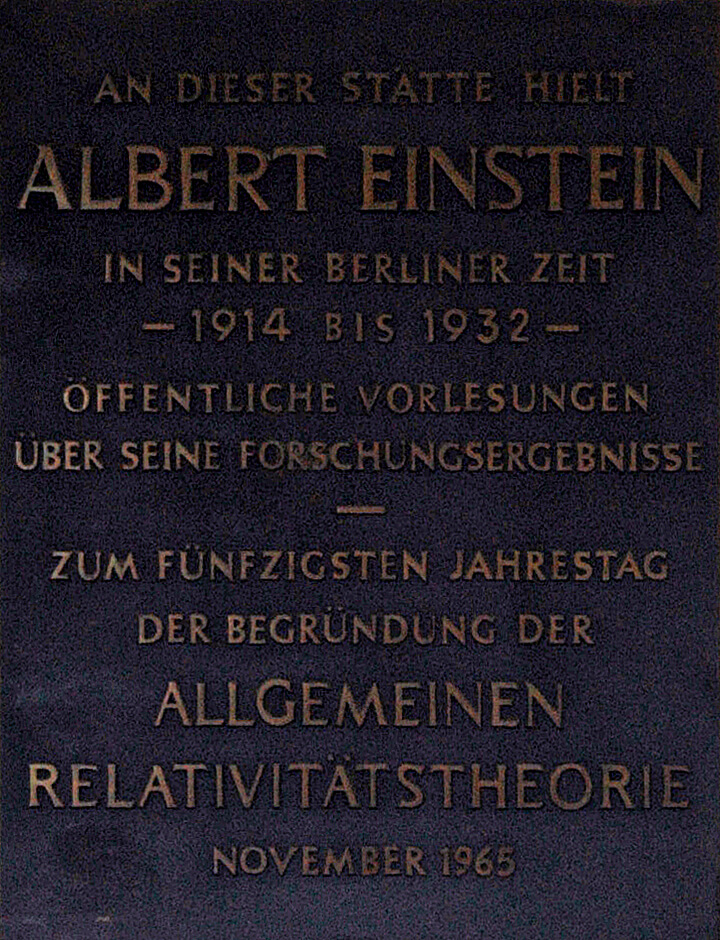 AN DIESER STÄTTE HIELT
ALBERT EINSTEIN
IN SEINER BERLINER ZEIT
— 1914 BIS 1932 —
ÖFFENTLICHE VORLESUNGEN
ÜBER SEINE FORSCHUNGSERGEBNISSE
—
ZUM FÜNFZIGSTEN JAHRESTAG
DER BEGRÜNDUNG DER
ALLGEMEINEN
RELATIVITÄTSTHEORIE
NOVEMBER 1965